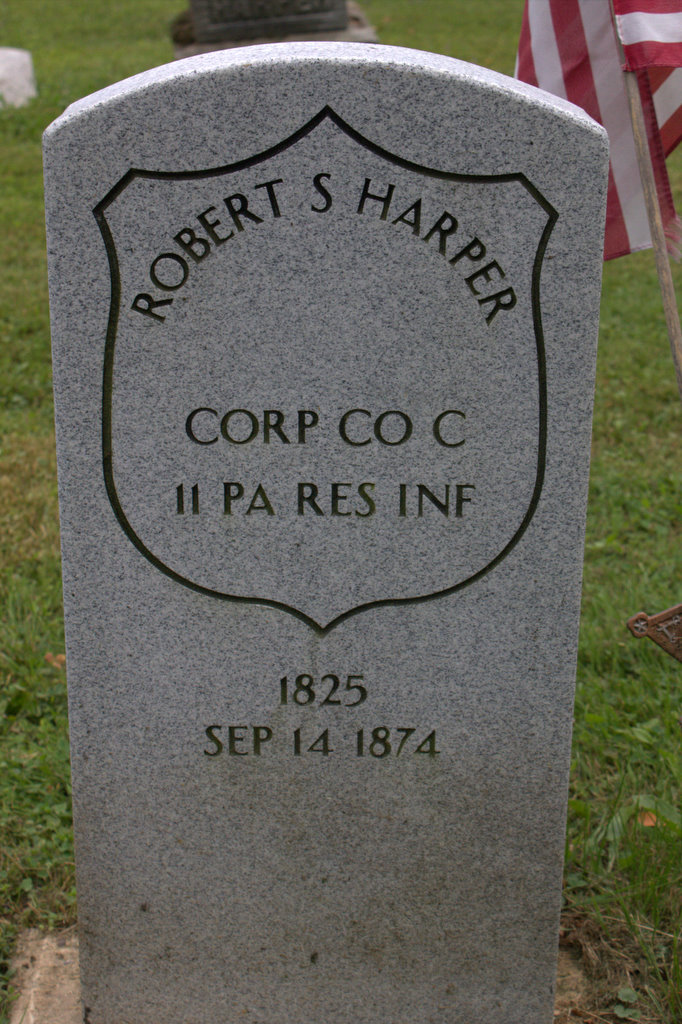 ROBERT S HARPER
CORP CO C
11 PA RES INF
1825
SEP 14 1874